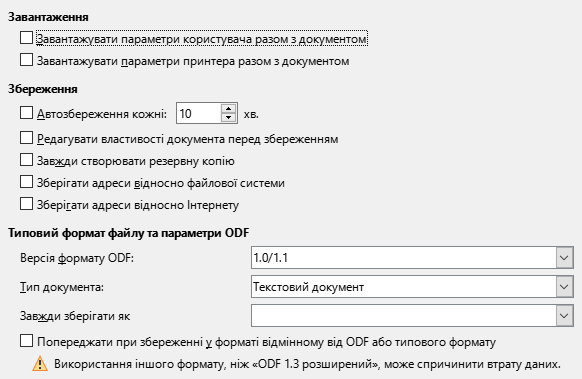 Завантаження
Завантажувати параметри користувача разом з документом
Завантажувати параметри принтера разом з документом
Збереження
Автозбереження кожні: 10 хв.
Редагувати властивості документа перед збереженням
Завжди створювати резервну копію
Зберігати адреси відносно файлової системи
Зберігати адреси відносно Інтернету
Типовий формат файлу та параметри ODF
Версія формату ODF: 1.0/1.1
Тип документа: Текстовий документ
Завжди зберігати як
Попереджати при збереженні у форматі відмінному від ODF або типового формату
Використання іншого формату, ніж «ODF 1.3 розширений», може спричинити втрату даних.